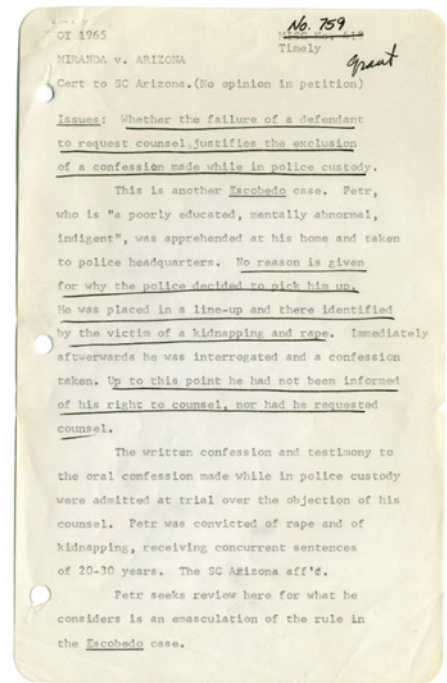 No. 759
OT 1965
MISC No. 619
Timely
grant
MIRANDA v. ARIZONA
Cert to SC Arizona.(No opinion in petition)
Issues: Whether the failure of a defendant
to request counsel justifies the exclusion
of a confession made while in police custody.
This is another Escobedo case. Petr,
who is "a poorly educated, mentally abnormal,
indigent", was apprehended at his home and taken
to police headquarters. No reason is given
for why the police decided to pick him up.
He was placed in a line-up and there identified
by the victim of a kidnapping and rape. Immediately
afterwards he was interrogated and a confession
taken. Up to this point he had not been informed
of his right to counsel, nor had he requested
counsel.
The written confession and testimony to
the oral confession made while in police custody
were admitted at trial over the objection of his
counsel. Petr was convicted of rape and of
kidnapping, receiving concurrent sentences
of 20-30 years. The SC Arizona aff'd.
Petr seeks review here for what he
considers is an emasculation of the rule in
the Escobedo case.